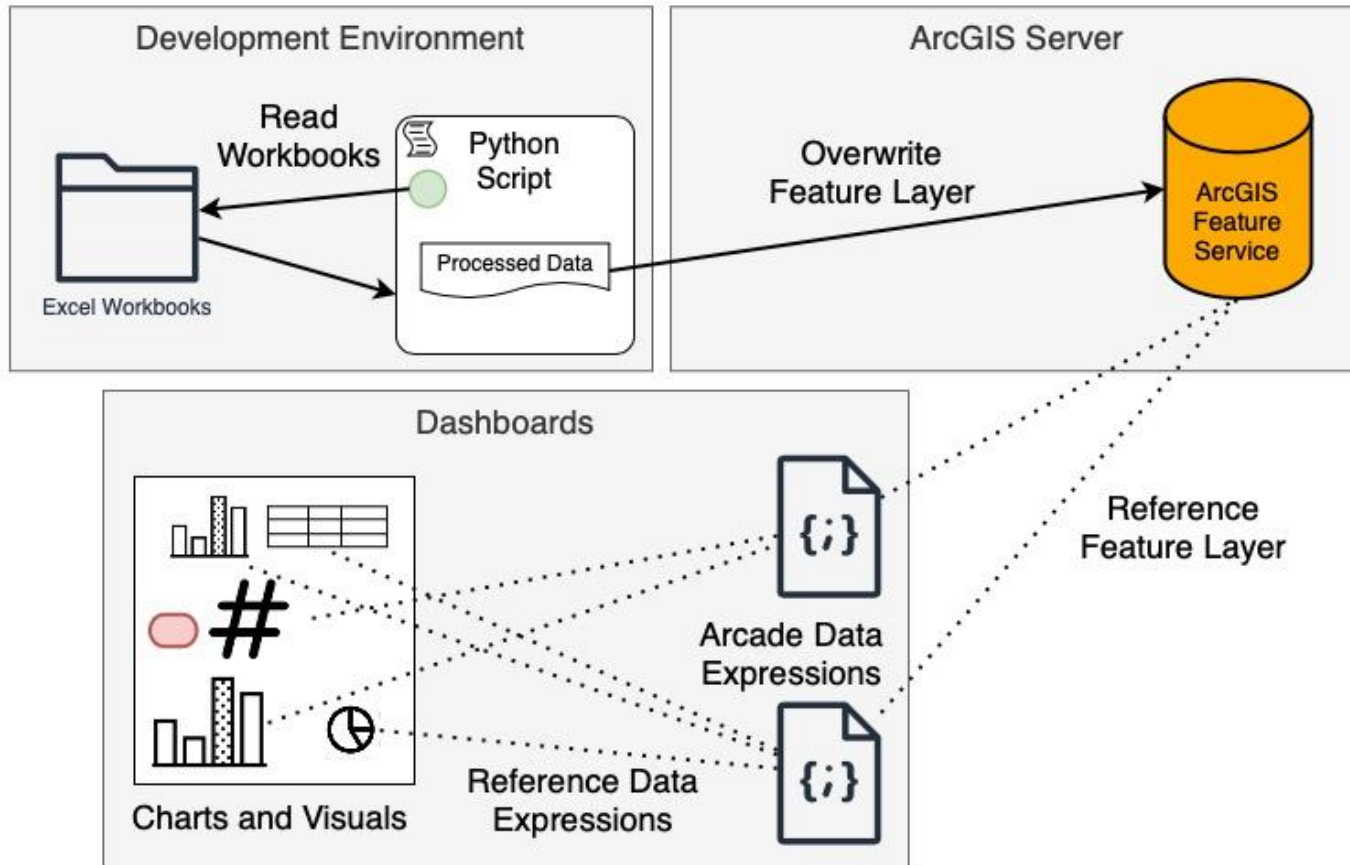 Development Environment
Read
Workbooks
Python
Script
Processed Data
Excel Workbooks
ArcGIS Server
Overwrite
Feature Layer
ArcGIS
Feature
Service
Dashboards
#
{;}
Arcade Data
Expressions
{;}
Reference Data
Expressions
Charts and Visuals
Reference
Feature Layer